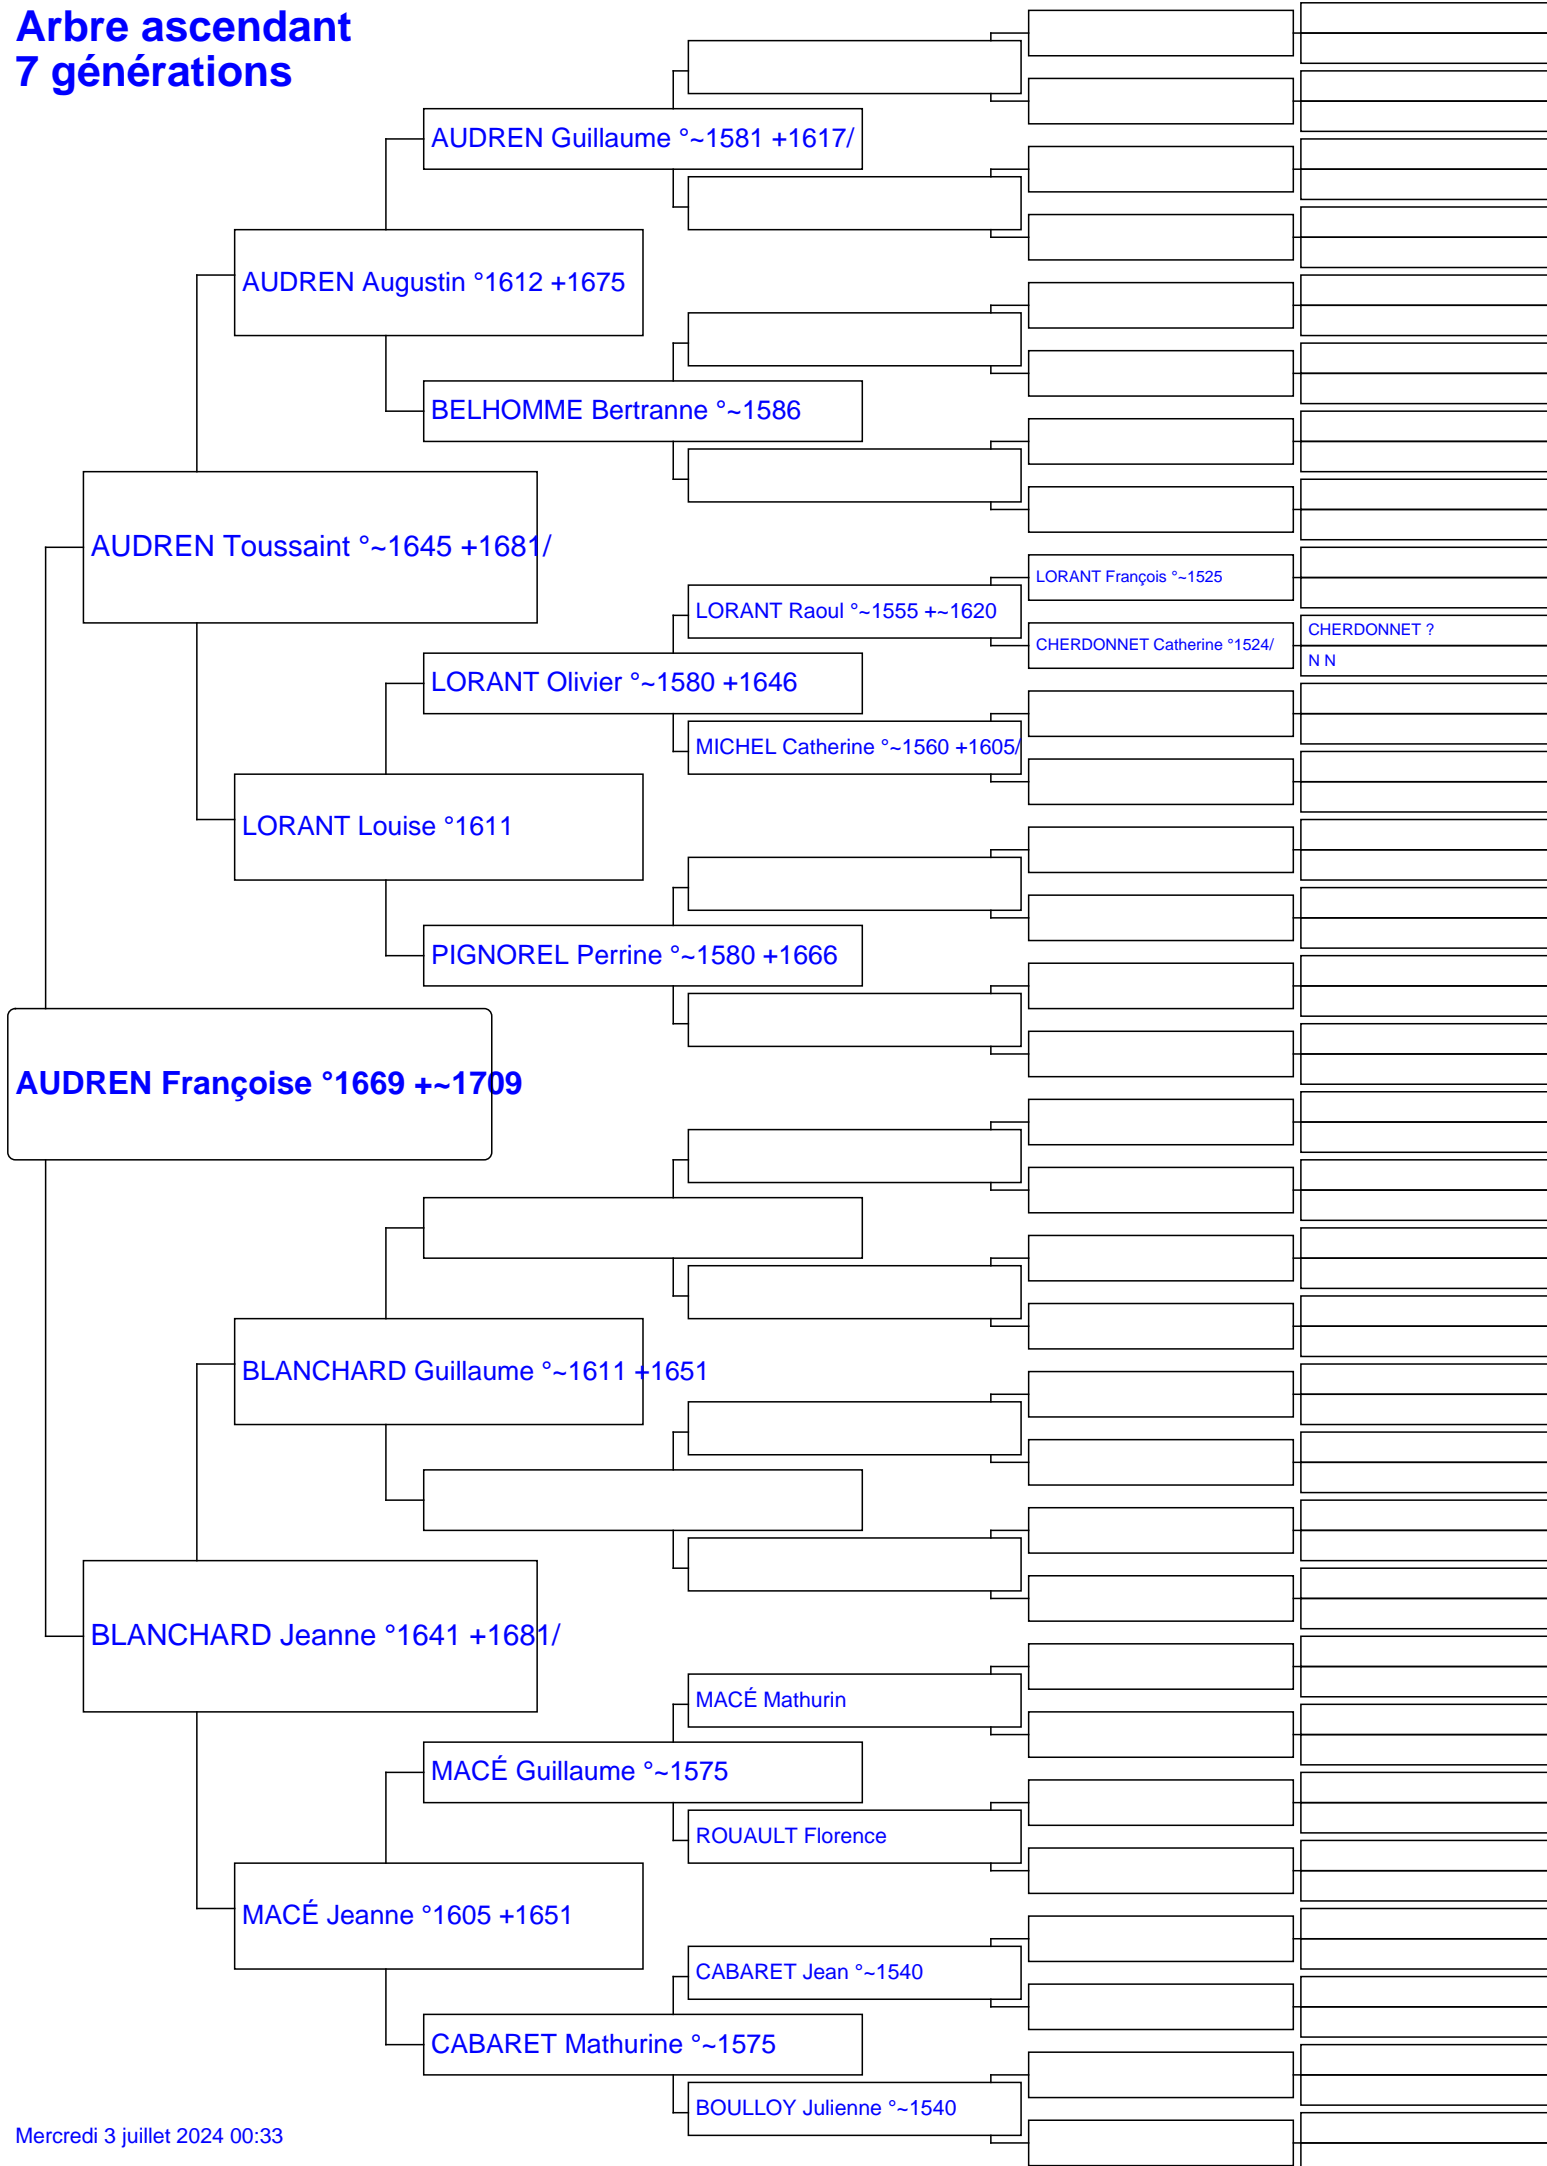 Arbre ascendant
7 générations
AUDREN Guillaume °~1581 +1617/
AUDREN Augustin °1612 +1675
BELHOMME Bertranne °~1586
AUDREN Toussaint °~1645 +1681/
LORANT François °~1525
LORANT Raoul °~1555 +~1620
CHERDONNET ?
CHERDONNET Catherine °1524/
N N
LORANT Olivier °~1580 +1646
MICHEL Catherine °~1560 +1605/
LORANT Louise °1611
PIGNOREL Perrine °~1580 +1666
AUDREN Françoise °1669 +~1709
BLANCHARD Guillaume °~1611 +1651
BLANCHARD Jeanne °1641 +1681/
MACÉ Mathurin
MACÉ Guillaume °~1575
ROUAULT Florence
MACÉ Jeanne °1605 +1651
CABARET Jean °~1540
CABARET Mathurine °~1575
BOULLOY Julienne °~1540
Mercredi 3 juillet 2024 00:33